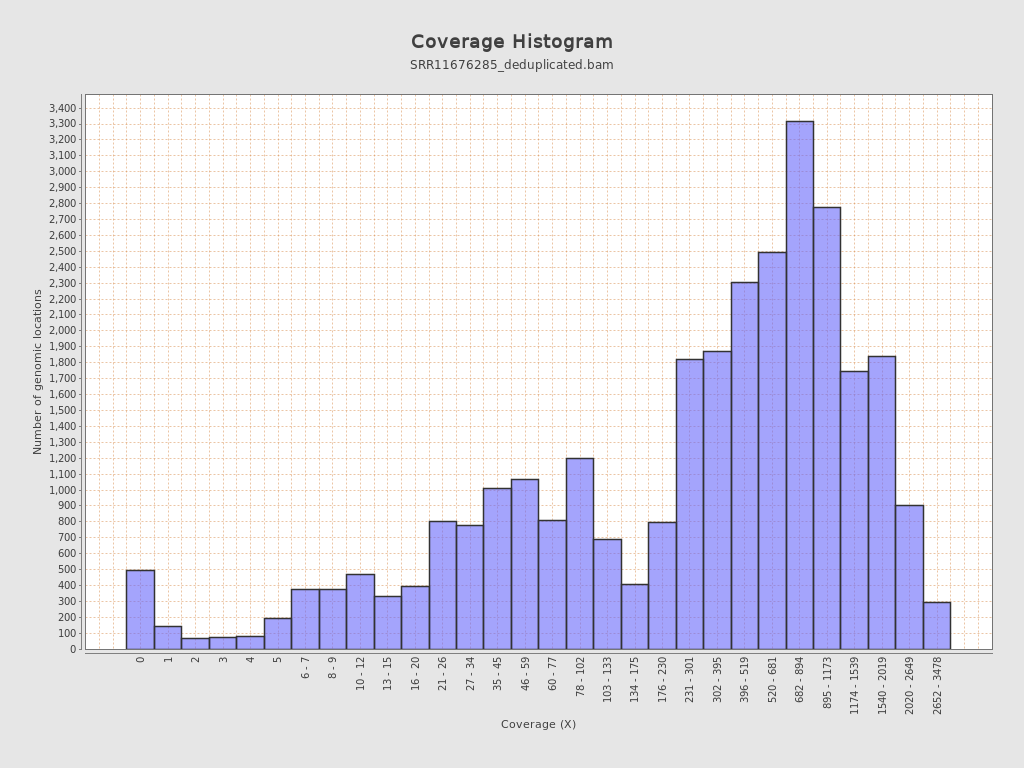 Coverage Histogram
SRR11676285_deduplicated.bam
Number of genomic locations
3,400
3,300
3,200
3,100
3,000
2,900
2,800
2,700
2,600
2,500
2,400
2,300
2,200
2,100
2,000
1,900
1,800
1,700
1,600
1,500
1,400
1,300
1,200
1,100
1,000
900
800
700
600
500
400
300
200
100
0
0
1
2
3
4
5
6 - 7
8 - 9
10 - 12
13 - 15
16 - 20
21 - 26
27 - 34
35 - 45
46 - 59
60 - 77
78 - 102
103 - 133
134 - 175
176 - 230
231 - 301
302 - 395
396 - 519
520 - 681
682 - 894
895 - 1173
1174 - 1539
1540 - 2019
2020 - 2649
2652 - 3478
Coverage (X)